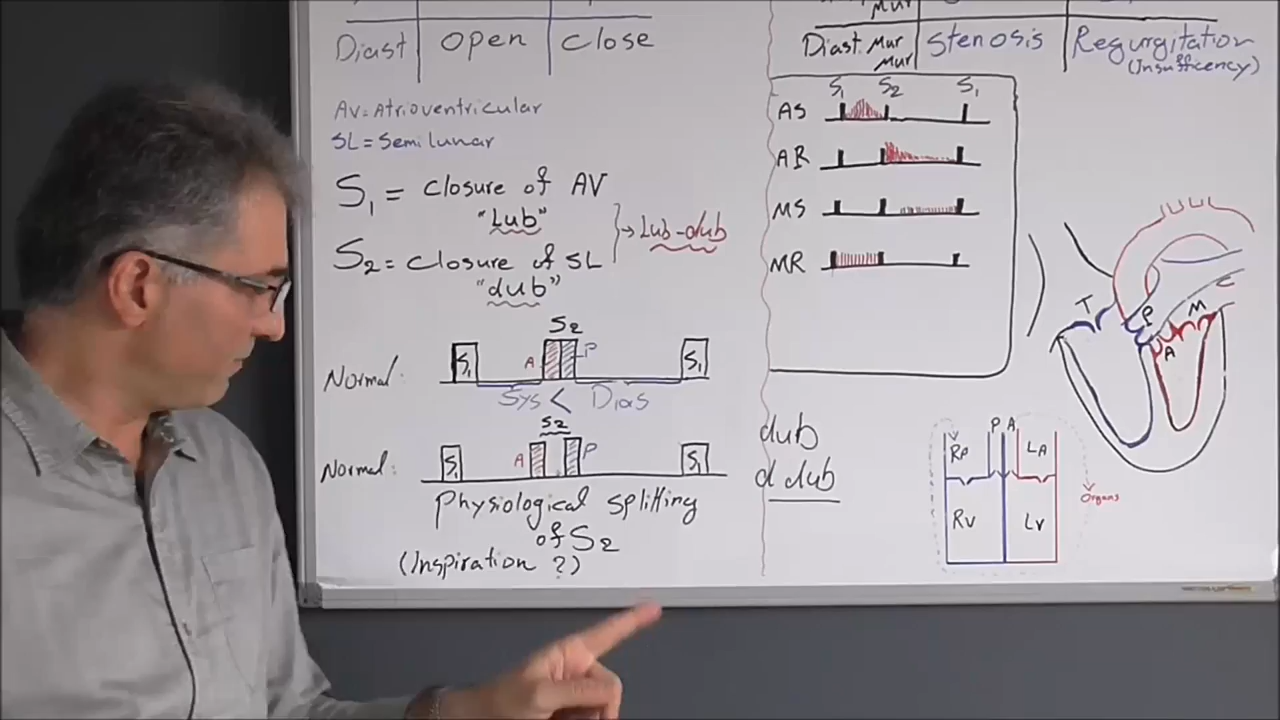 Diast Open Close
AV = Atrioventricular
SL = Semilunar
S1 = Closure of AV
"Lub"
S2 = Closure of SL
"dub"
→ Lub-dub
S2
Normal: S1 A P S1
Sys < Dias
S2
Normal: S1 A P S1
Physiological splitting
of S2
(Inspiration ?)
Mur
Diast. Mur Stenosis Regurgitation
Mur (Insufficency)
S1 S2 S1
AS
AR
MS
MR
dub
d dub
T P M
A
P A
RA LA
Organs
RV LV